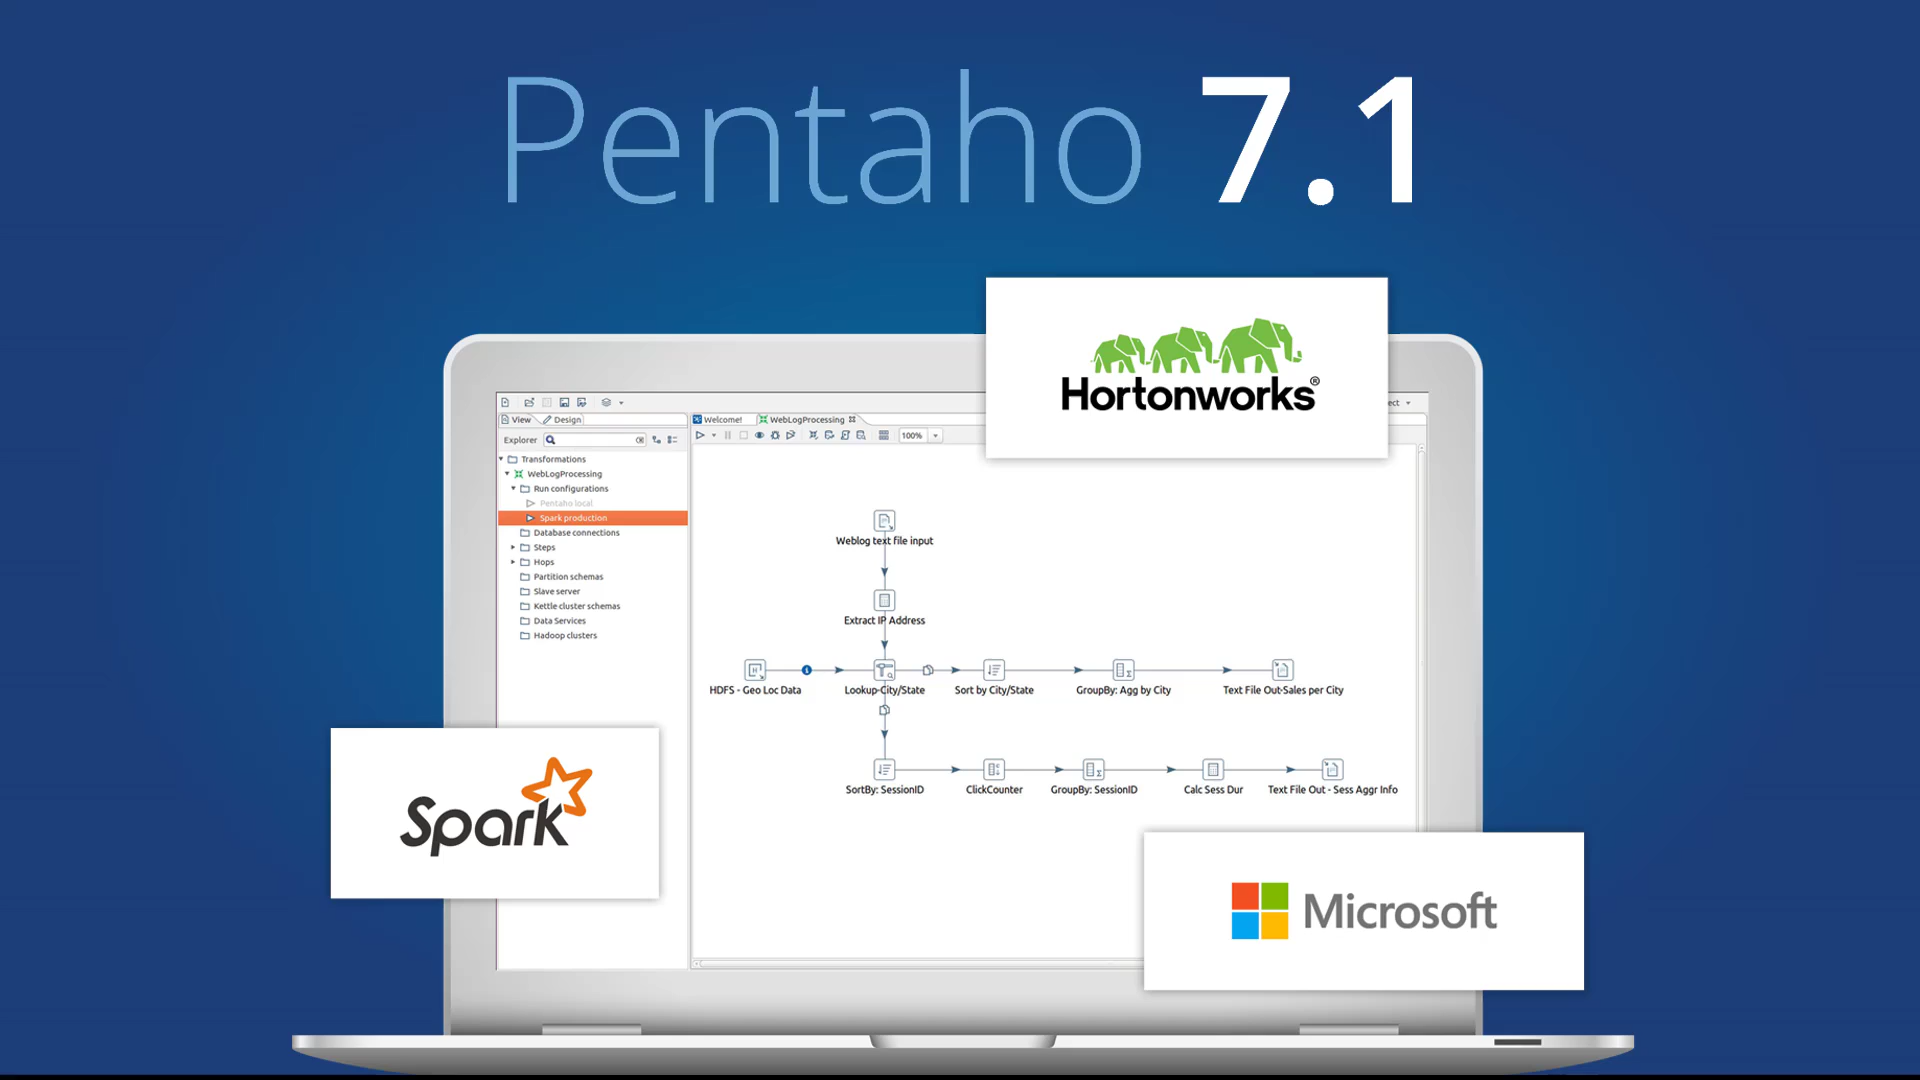 Pentaho 7.1
Hortonworks®
ect
View
Design
Welcome!
WebLogProcessing
Explorer
100%
Transformations
WebLogProcessing
Run configurations
Pentaho local
Spark production
Database connections
Steps
Hops
Partition schemas
Slave server
Kettle cluster schemas
Data Services
Hadoop clusters
Weblog text file input
Extract IP Address
HDFS - Geo Loc Data
Lookup-City/State
Sort by City/State
GroupBy: Agg by City
Text File Out-Sales per City
SortBy: SessionID
ClickCounter
GroupBy: SessionID
Calc Sess Dur
Text File Out - Sess Aggr Info
Spark
Microsoft